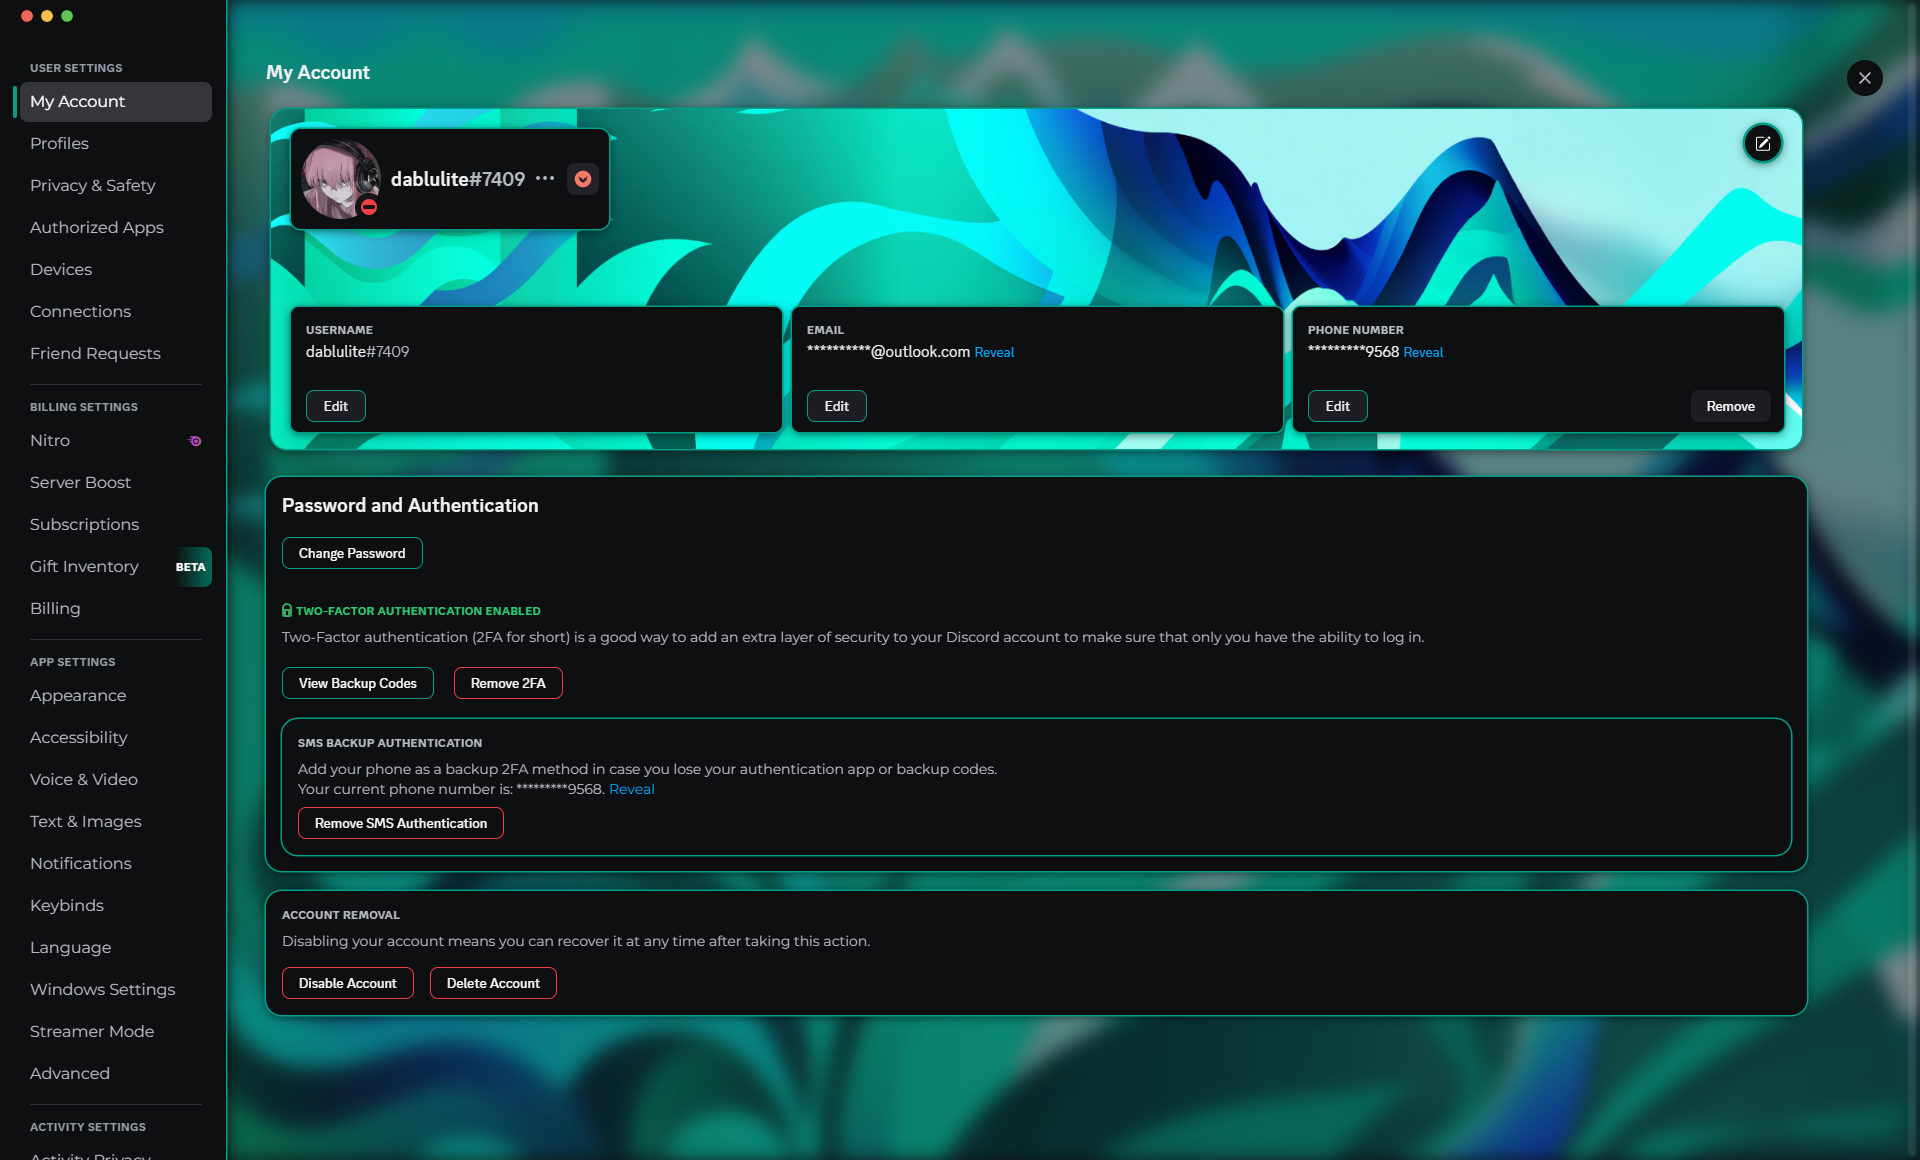 USER SETTINGS
My Account
Profiles
Privacy & Safety
Authorized Apps
Devices
Connections
Friend Requests
BILLING SETTINGS
Nitro
Server Boost
Subscriptions
Gift Inventory BETA
Billing
APP SETTINGS
Appearance
Accessibility
Voice & Video
Text & Images
Notifications
Keybinds
Language
Windows Settings
Streamer Mode
Advanced
ACTIVITY SETTINGS
Activity Privacy
My Account
dablulite#7409
USERNAME
dablulite#7409
Edit
EMAIL
**********@outlook.com Reveal
Edit
PHONE NUMBER
*********9568 Reveal
Edit Remove
Password and Authentication
Change Password
TWO-FACTOR AUTHENTICATION ENABLED
Two-Factor authentication (2FA for short) is a good way to add an extra layer of security to your Discord account to make sure that only you have the ability to log in.
View Backup Codes Remove 2FA
SMS BACKUP AUTHENTICATION
Add your phone as a backup 2FA method in case you lose your authentication app or backup codes.
Your current phone number is: *********9568. Reveal
Remove SMS Authentication
ACCOUNT REMOVAL
Disabling your account means you can recover it at any time after taking this action.
Disable Account Delete Account